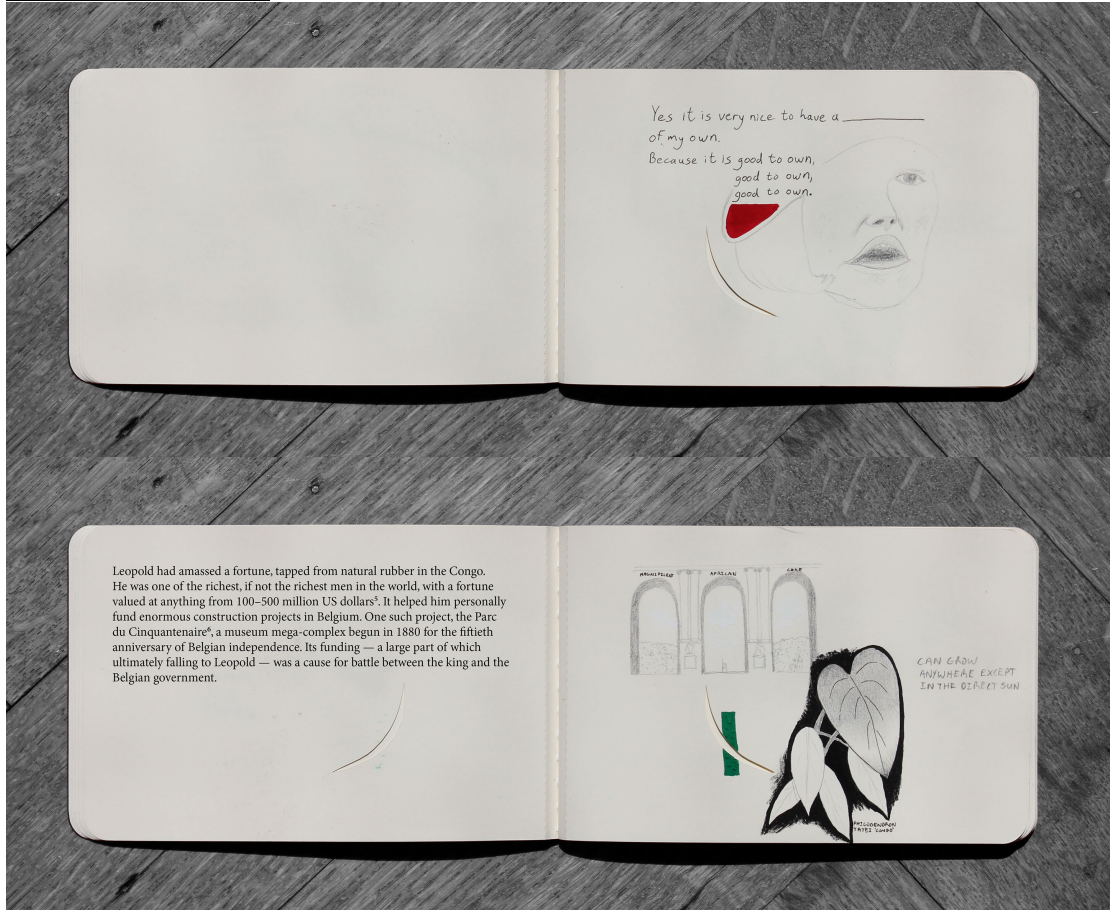 Yes it is very nice to have a ________
of my own.
Because it is good to own,
good to own,
good to own.
Leopold had amassed a fortune, tapped from natural rubber in the Congo.
He was one of the richest, if not the richest men in the world, with a fortune
valued at anything from 100–500 million US dollars⁵. It helped him personally
fund enormous construction projects in Belgium. One such project, the Parc
du Cinquantenaire⁶, a museum mega-complex begun in 1880 for the fiftieth
anniversary of Belgian independence. Its funding — a large part of which
ultimately falling to Leopold — was a cause for battle between the king and the
Belgian government.
MAGNIFICENT AFRICAN CAKE
CAN GROW
ANYWHERE EXCEPT
IN THE DIRECT SUN
PHILODENDRON
TATEI 'CONGO'